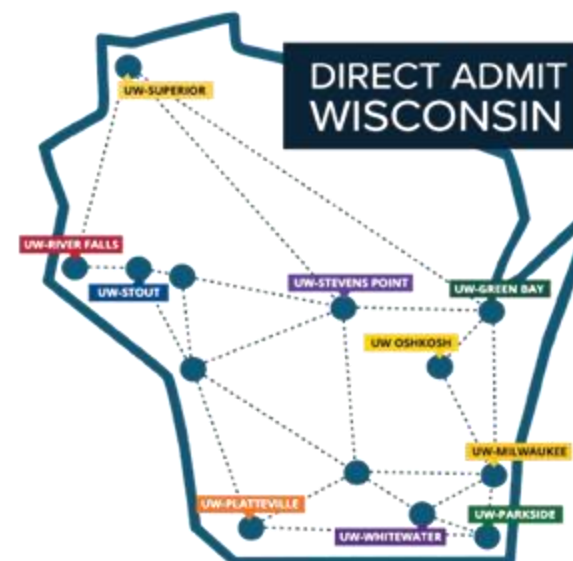 DIRECT ADMIT
WISCONSIN
UW-SUPERIOR
UW-RIVER FALLS
UW-STOUT
UW-STEVENS POINT
UW-GREEN BAY
UW OSHKOSH
UW-MILWAUKEE
UW-PLATTEVILLE
UW-PARKSIDE
UW-WHITEWATER